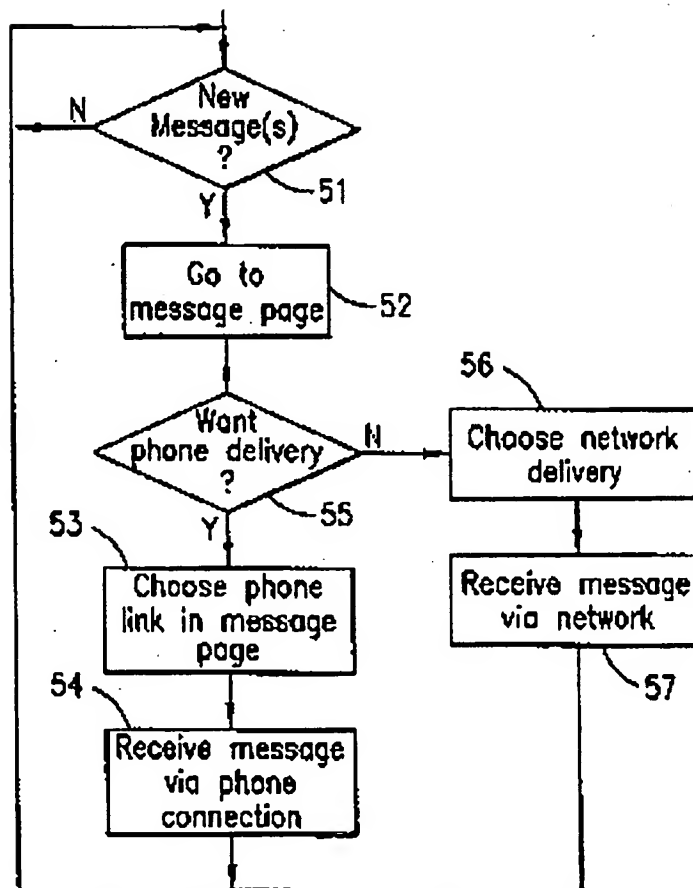 New
Message(s)
?
N
51
Y
Go to
message page
52
Want
phone delivery
?
N
55
Y
56
Choose network
delivery
53
Choose phone
link in message
page
Receive message
via network
57
54
Receive message
via phone
connection